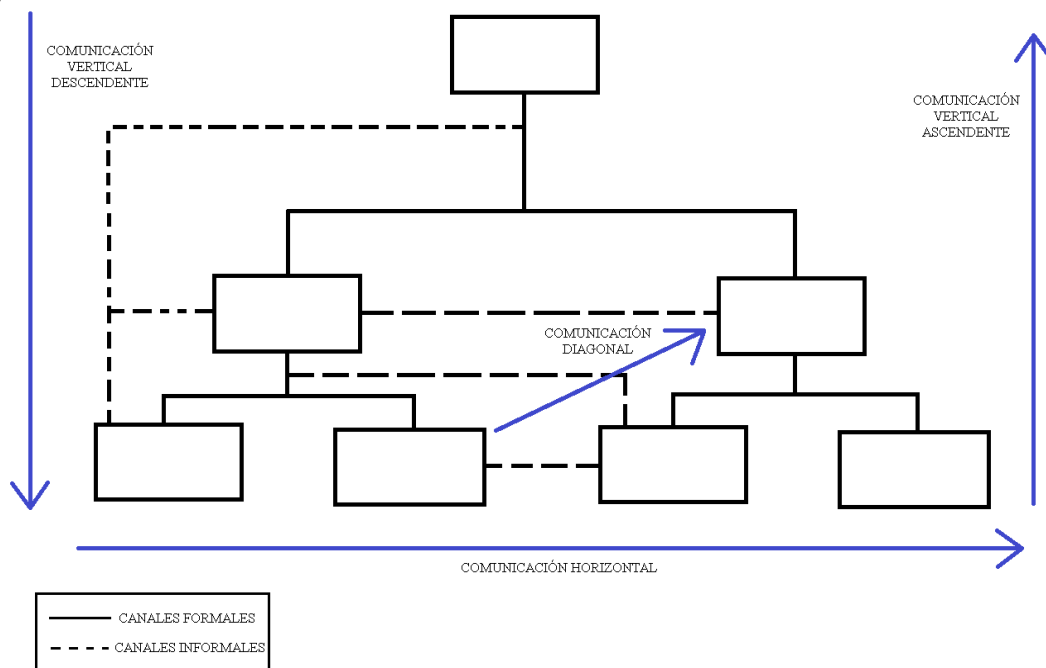 COMUNICACIÓN
VERTICAL
DESCENDENTE
COMUNICACIÓN
VERTICAL
ASCENDENTE
COMUNICACIÓN
DIAGONAL
COMUNICACIÓN HORIZONTAL
CANALES FORMALES
CANALES INFORMALES